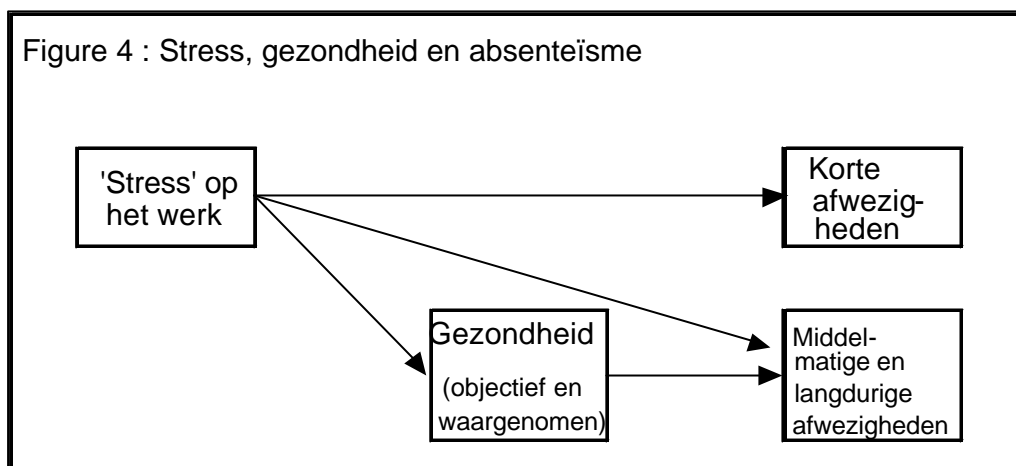 Figure 4 : Stress, gezondheid en absenteïsme
'Stress' op
het werk
Korte
afwezig-
heden
Gezondheid
(objectief en
waargenomen)
Middel-
matige en
langdurige
afwezigheden